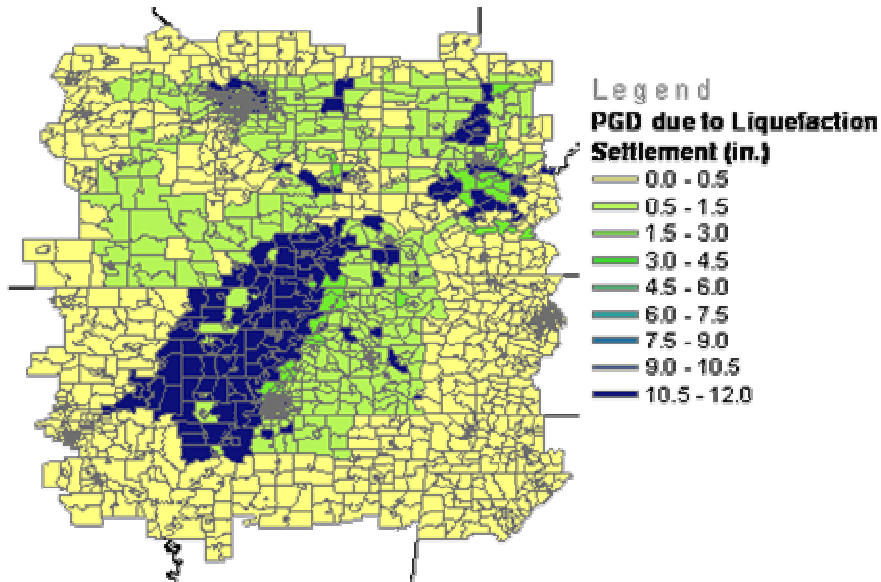 Legend
PGD due to Liquefaction
Settlement (in.)
0.0 - 0.5
0.5 - 1.5
1.5 - 3.0
3.0 - 4.5
4.5 - 6.0
6.0 - 7.5
7.5 - 9.0
9.0 - 10.5
10.5 - 12.0